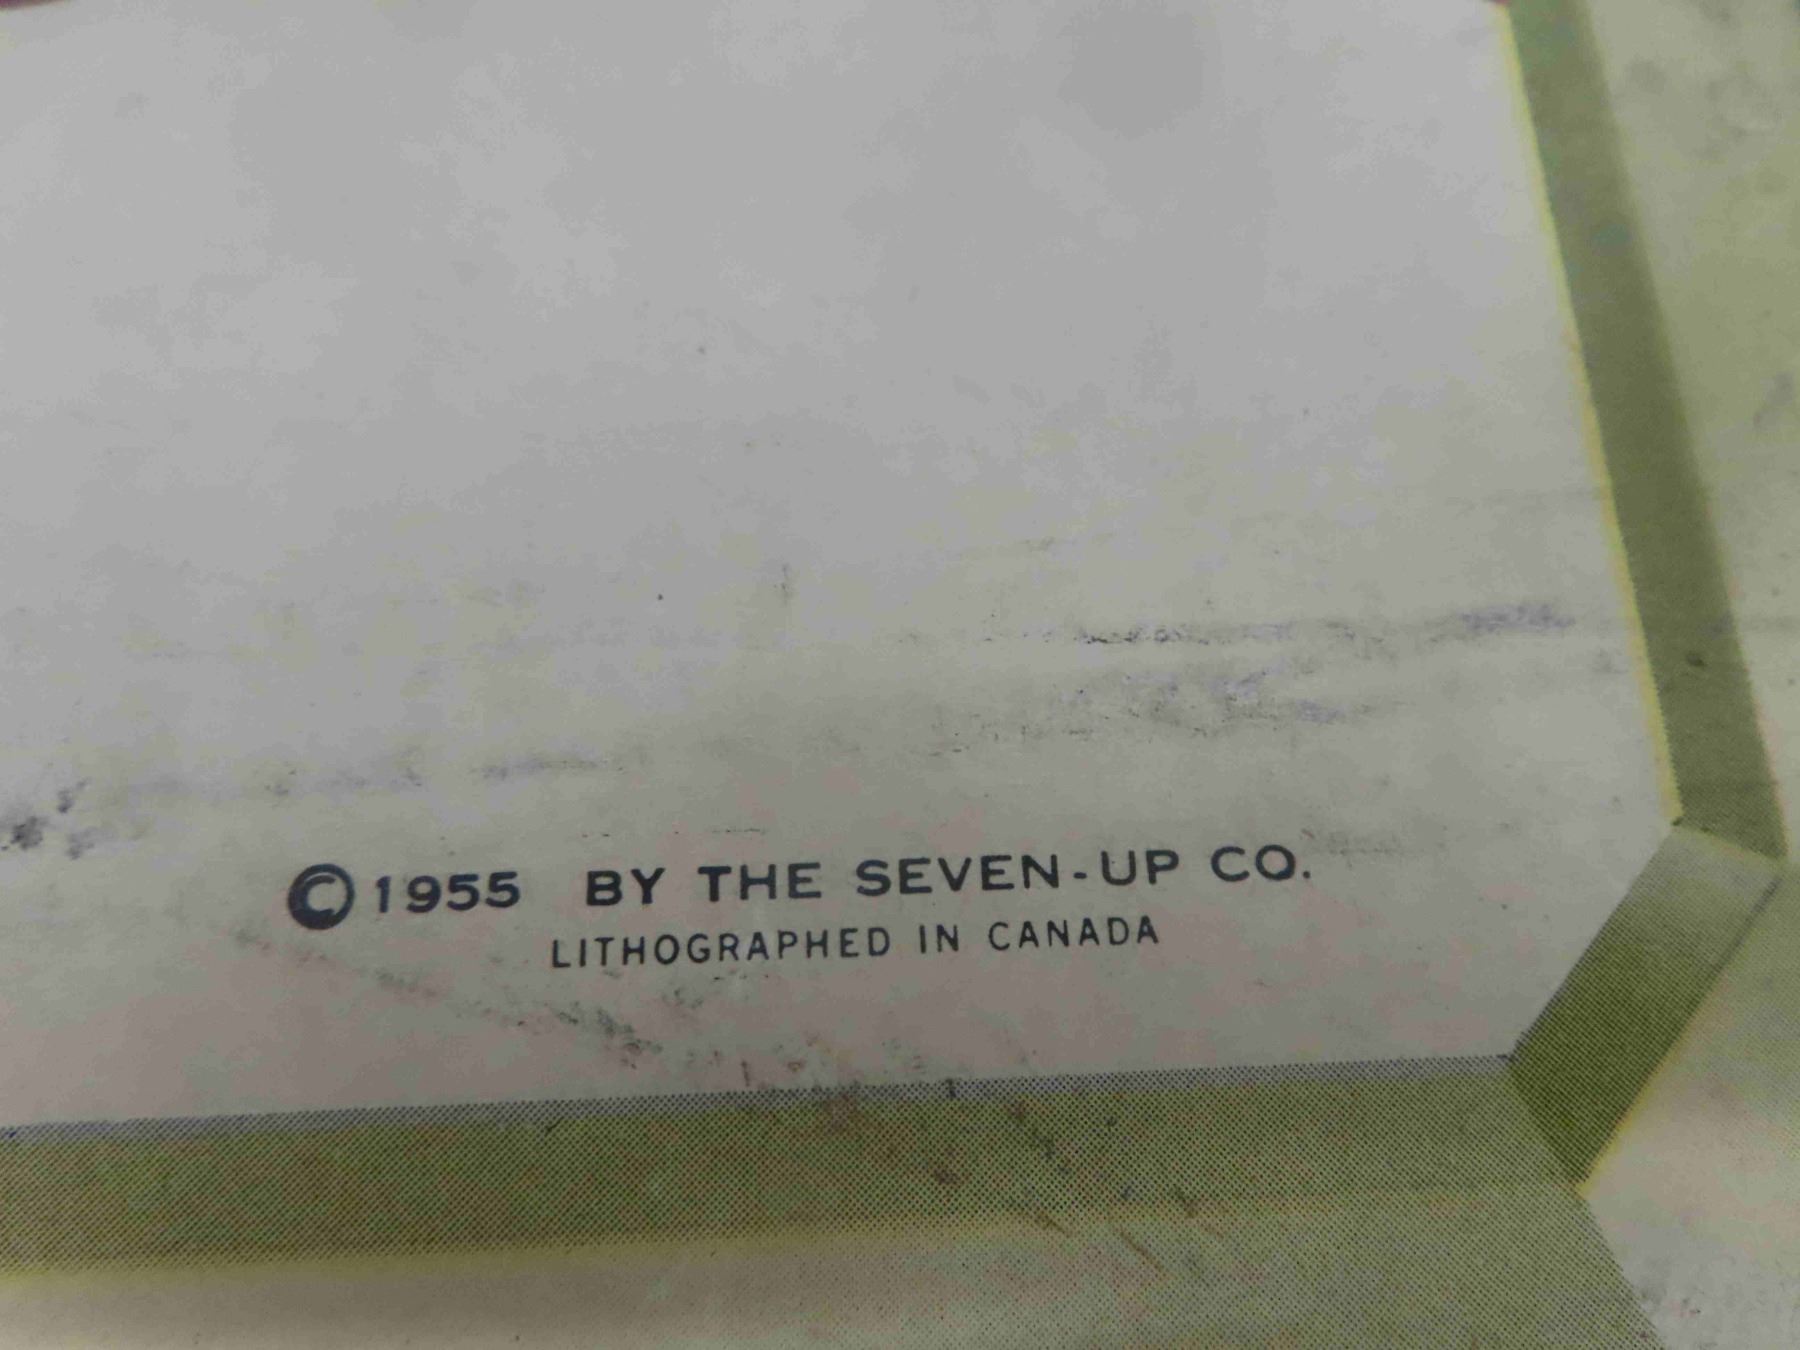 © 1955 BY THE SEVEN-UP CO.
LITHOGRAPHED IN CANADA